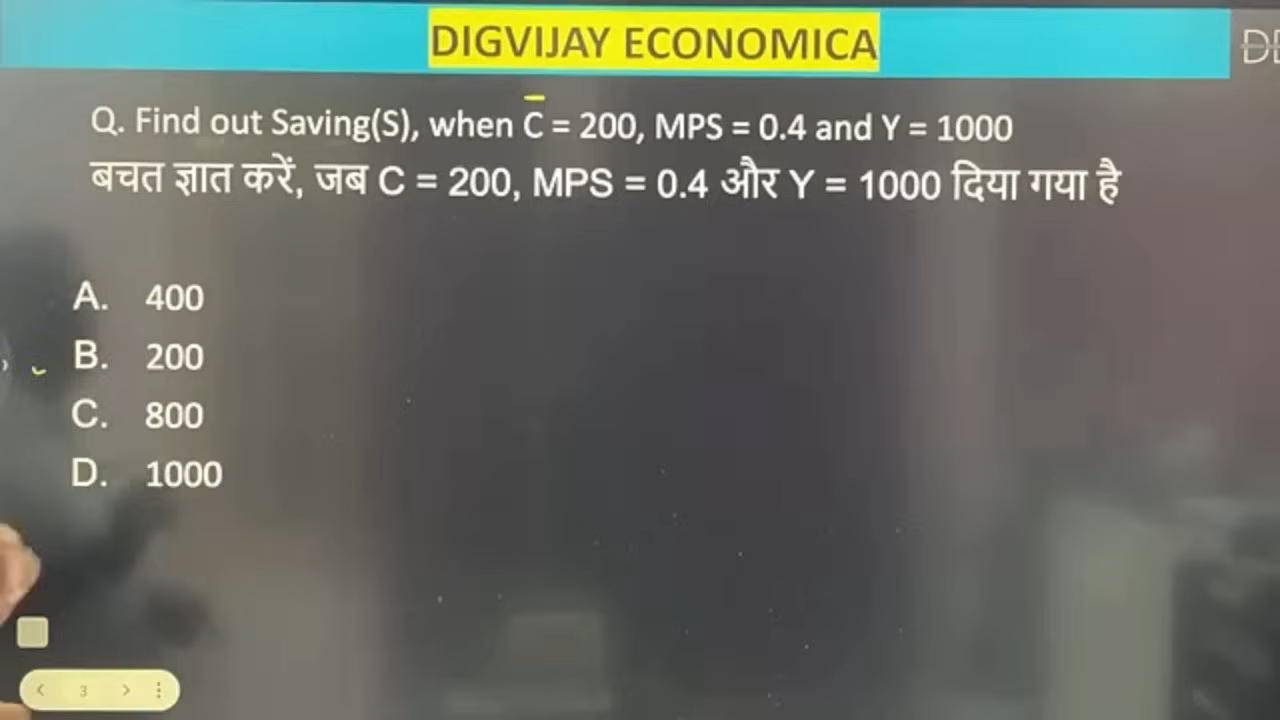 DIGVIJAY ECONOMICA
Q. Find out Saving(S), when C̅ = 200, MPS = 0.4 and Y = 1000
बचत ज्ञात करें, जब C = 200, MPS = 0.4 और Y = 1000 दिया गया है
A. 400
B. 200
C. 800
D. 1000
3